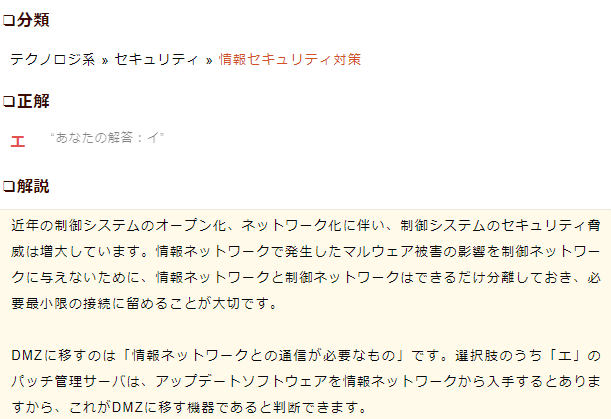 ❏分類
テクノロジ系 » セキュリティ » 情報セキュリティ対策
❏正解
エ “あなたの解答：イ”
❏解説
近年の制御システムのオープン化、ネットワーク化に伴い、制御システムのセキュリティ脅
威は増大しています。情報ネットワークで発生したマルウェア被害の影響を制御ネットワー
クに与えないために、情報ネットワークと制御ネットワークはできるだけ分離しておき、必
要最小限の接続に留めることが大切です。
DMZに移すのは「情報ネットワークとの通信が必要なもの」です。選択肢のうち「エ」の
パッチ管理サーバは、アップデートソフトウェアを情報ネットワークから入手するとありま
すから、これがDMZに移す機器であると判断できます。